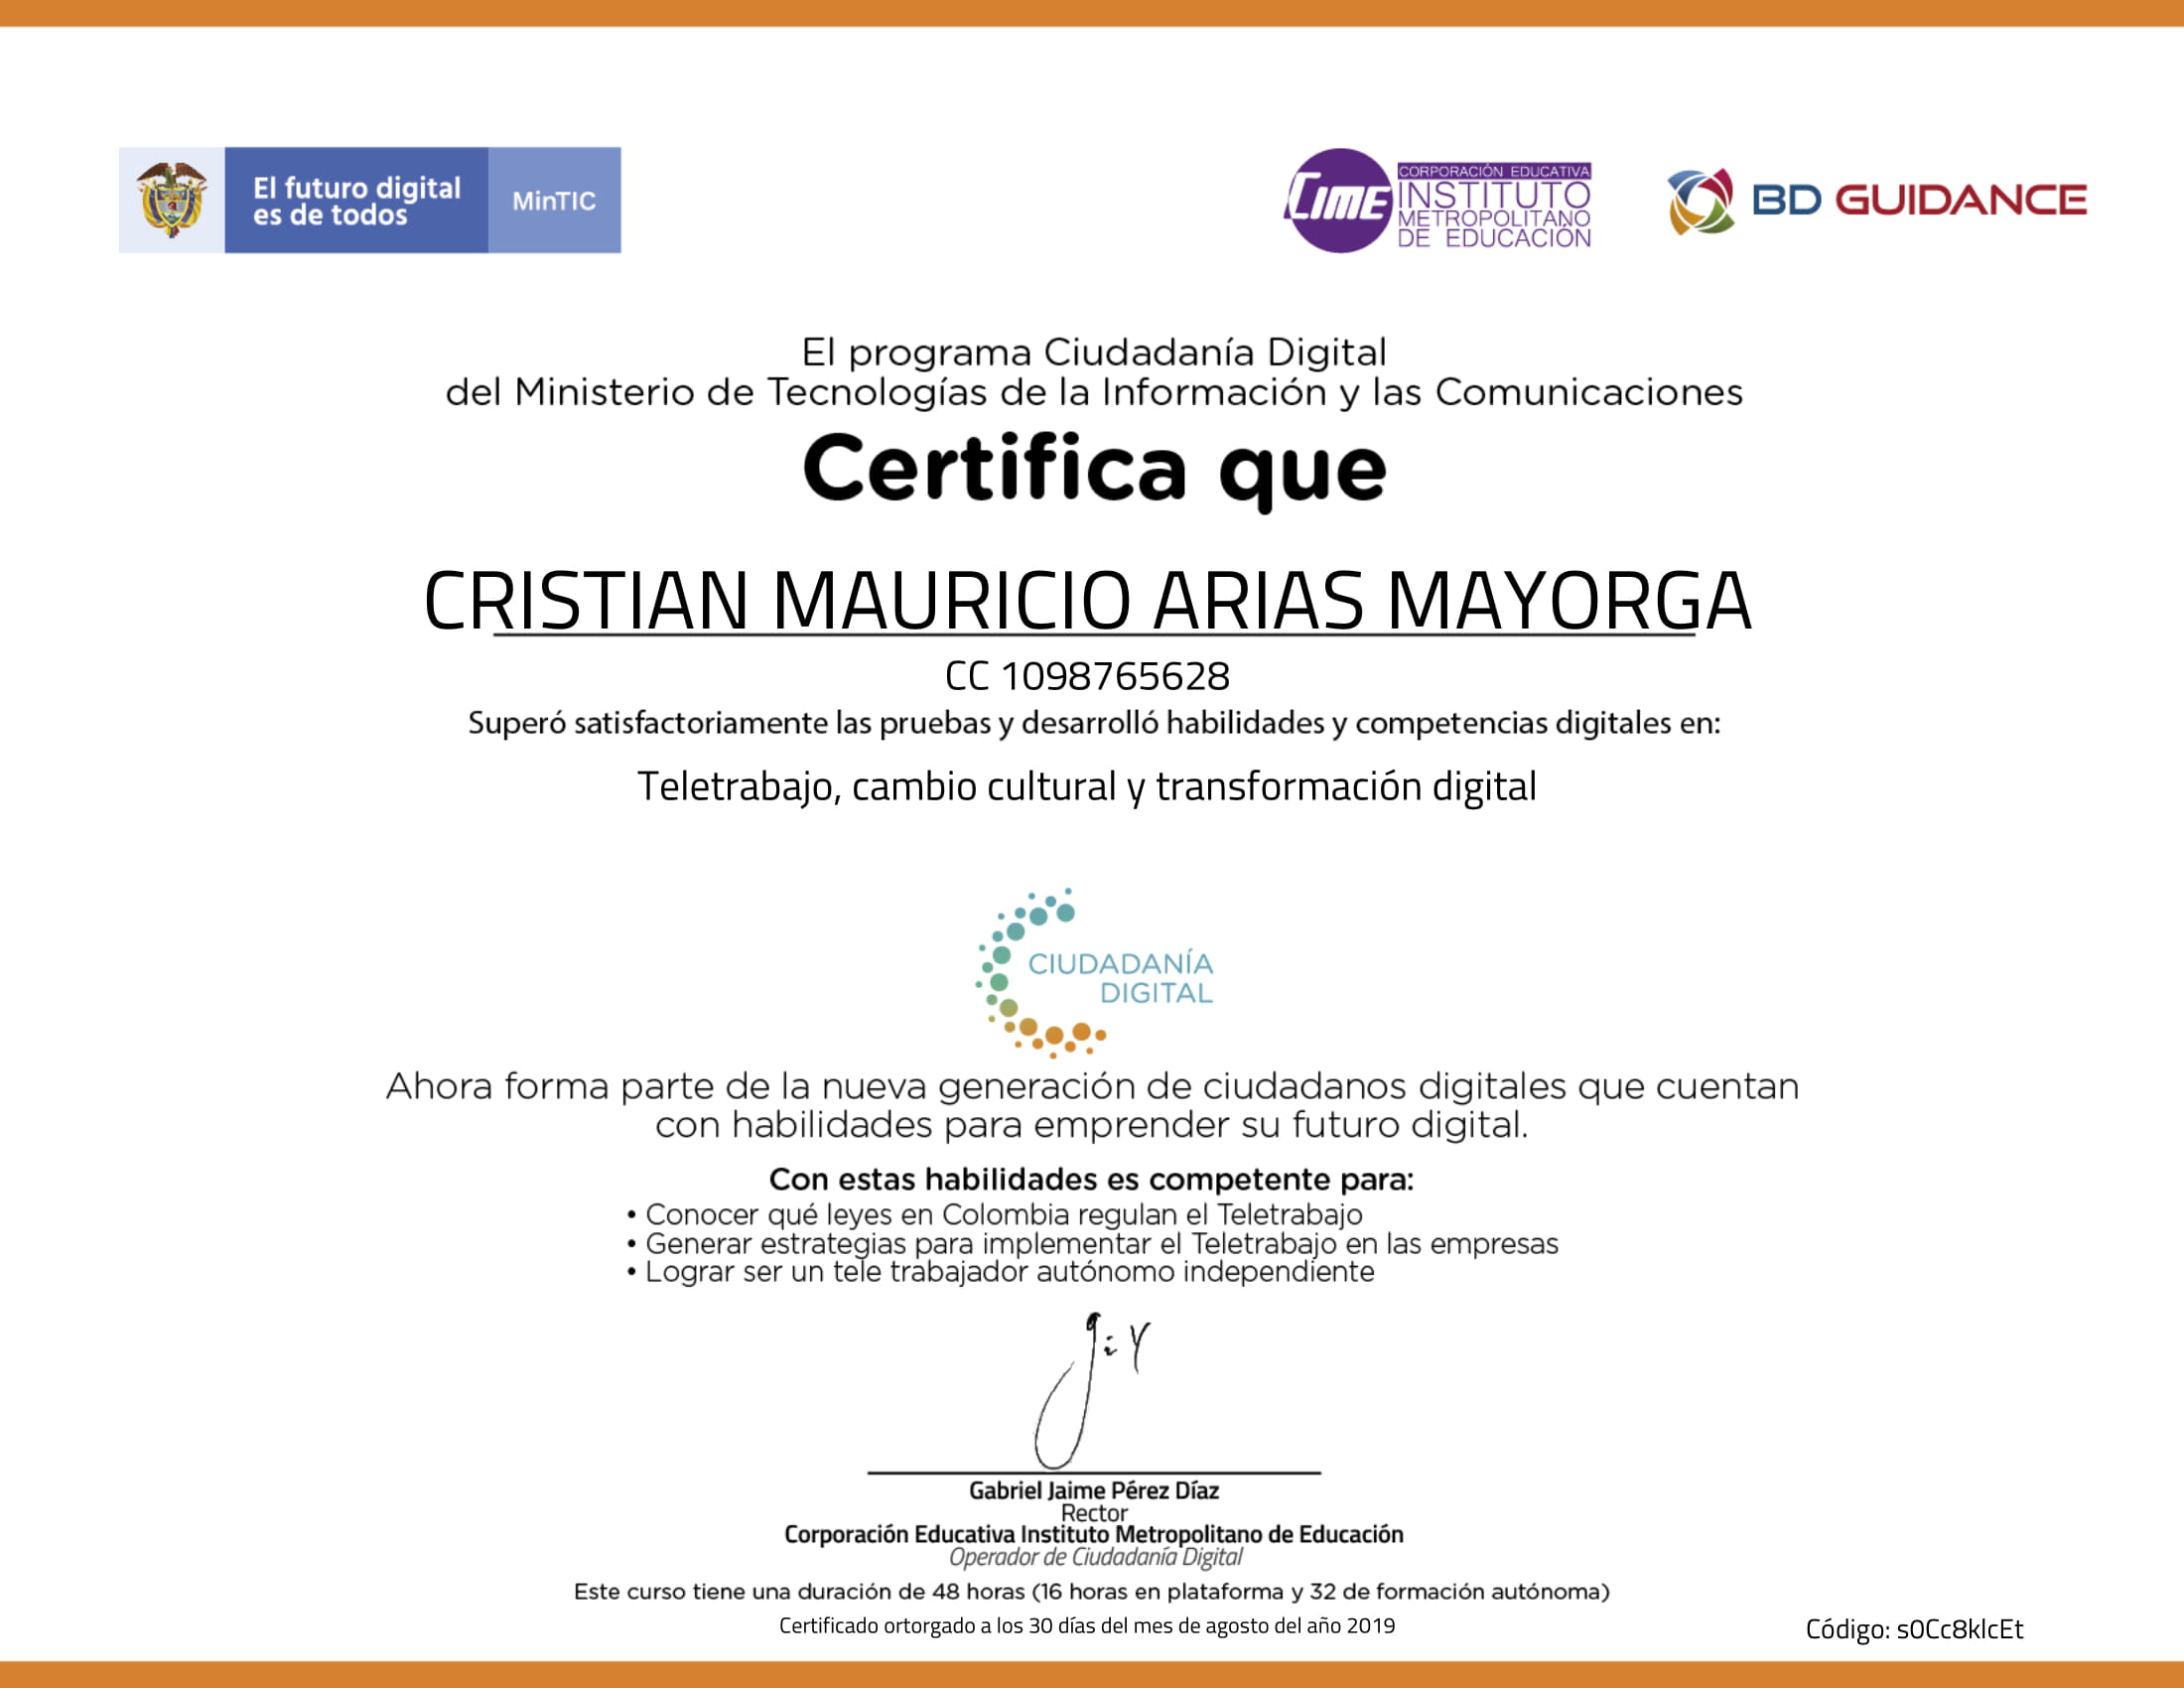 El futuro digital
es de todos
MinTIC
CIME
CORPORACIÓN EDUCATIVA
INSTITUTO
METROPOLITANO
DE EDUCACIÓN
BD GUIDANCE
El programa Ciudadanía Digital
del Ministerio de Tecnologías de la Información y las Comunicaciones
Certifica que
CRISTIAN MAURICIO ARIAS MAYORGA
CC 1098765628
Superó satisfactoriamente las pruebas y desarrolló habilidades y competencias digitales en:
Teletrabajo, cambio cultural y transformación digital
CIUDADANÍA
DIGITAL
Ahora forma parte de la nueva generación de ciudadanos digitales que cuentan
con habilidades para emprender su futuro digital.
Con estas habilidades es competente para:
• Conocer qué leyes en Colombia regulan el Teletrabajo
• Generar estrategias para implementar el Teletrabajo en las empresas
• Lograr ser un tele trabajador autónomo independiente
Gabriel Jaime Pérez Díaz
Rector
Corporación Educativa Instituto Metropolitano de Educación
Operador de Ciudadanía Digital
Este curso tiene una duración de 48 horas (16 horas en plataforma y 32 de formación autónoma)
Certificado ortorgado a los 30 días del mes de agosto del año 2019
Código: s0Cc8klcEt